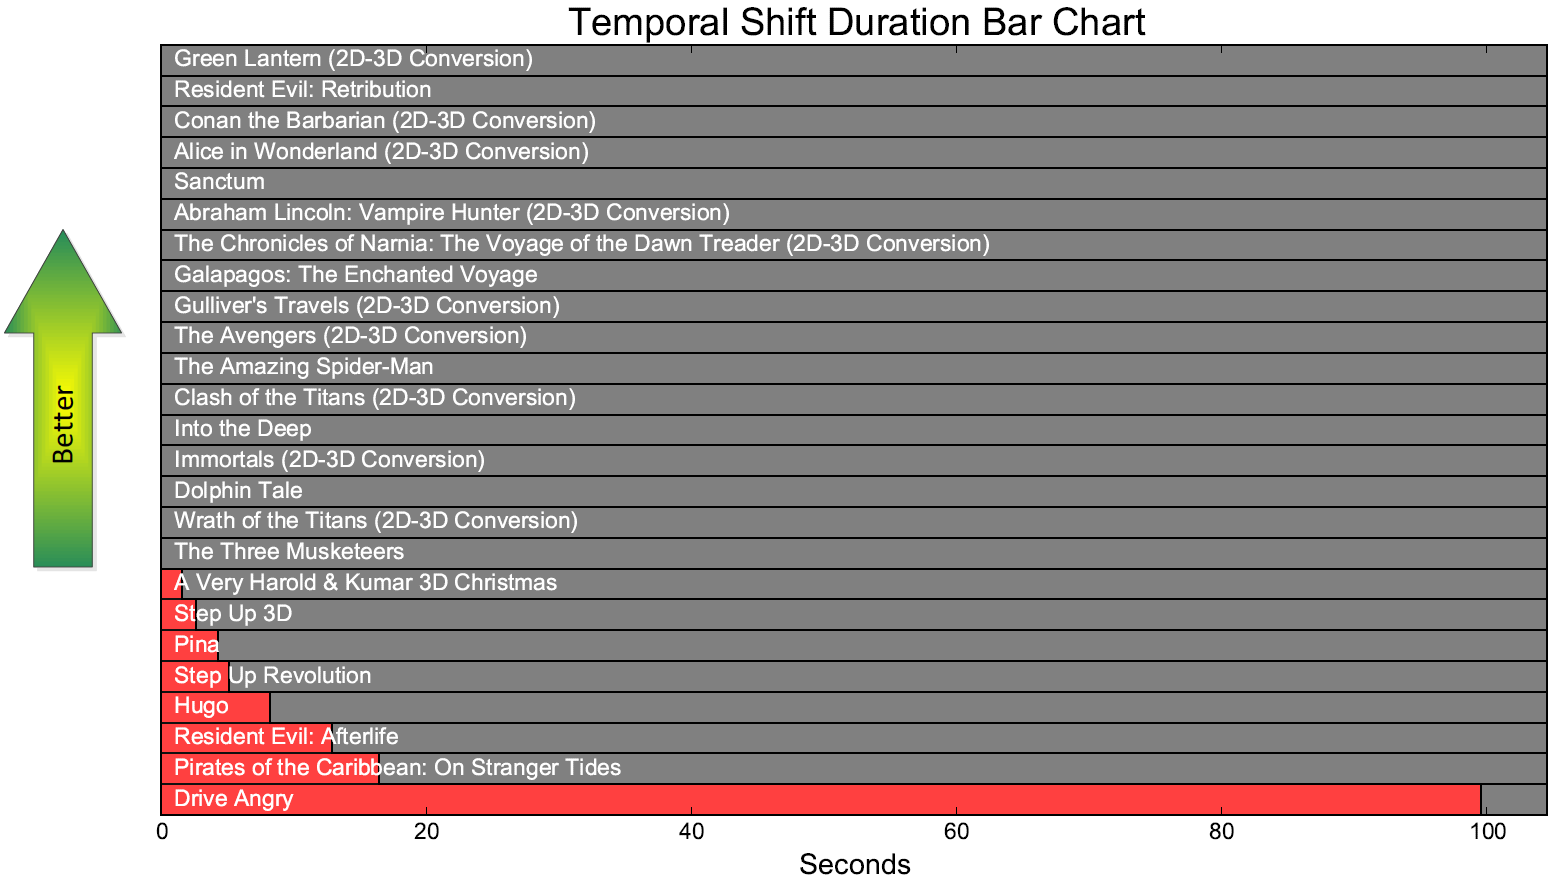 Temporal Shift Duration Bar Chart
Green Lantern (2D-3D Conversion)
Resident Evil: Retribution
Conan the Barbarian (2D-3D Conversion)
Alice in Wonderland (2D-3D Conversion)
Sanctum
Abraham Lincoln: Vampire Hunter (2D-3D Conversion)
The Chronicles of Narnia: The Voyage of the Dawn Treader (2D-3D Conversion)
Galapagos: The Enchanted Voyage
Gulliver's Travels (2D-3D Conversion)
The Avengers (2D-3D Conversion)
The Amazing Spider-Man
Clash of the Titans (2D-3D Conversion)
Into the Deep
Immortals (2D-3D Conversion)
Dolphin Tale
Wrath of the Titans (2D-3D Conversion)
The Three Musketeers
A Very Harold & Kumar 3D Christmas
Step Up 3D
Pina
Step Up Revolution
Hugo
Resident Evil: Afterlife
Pirates of the Caribbean: On Stranger Tides
Drive Angry
0 20 40 60 80 100
Seconds
Better